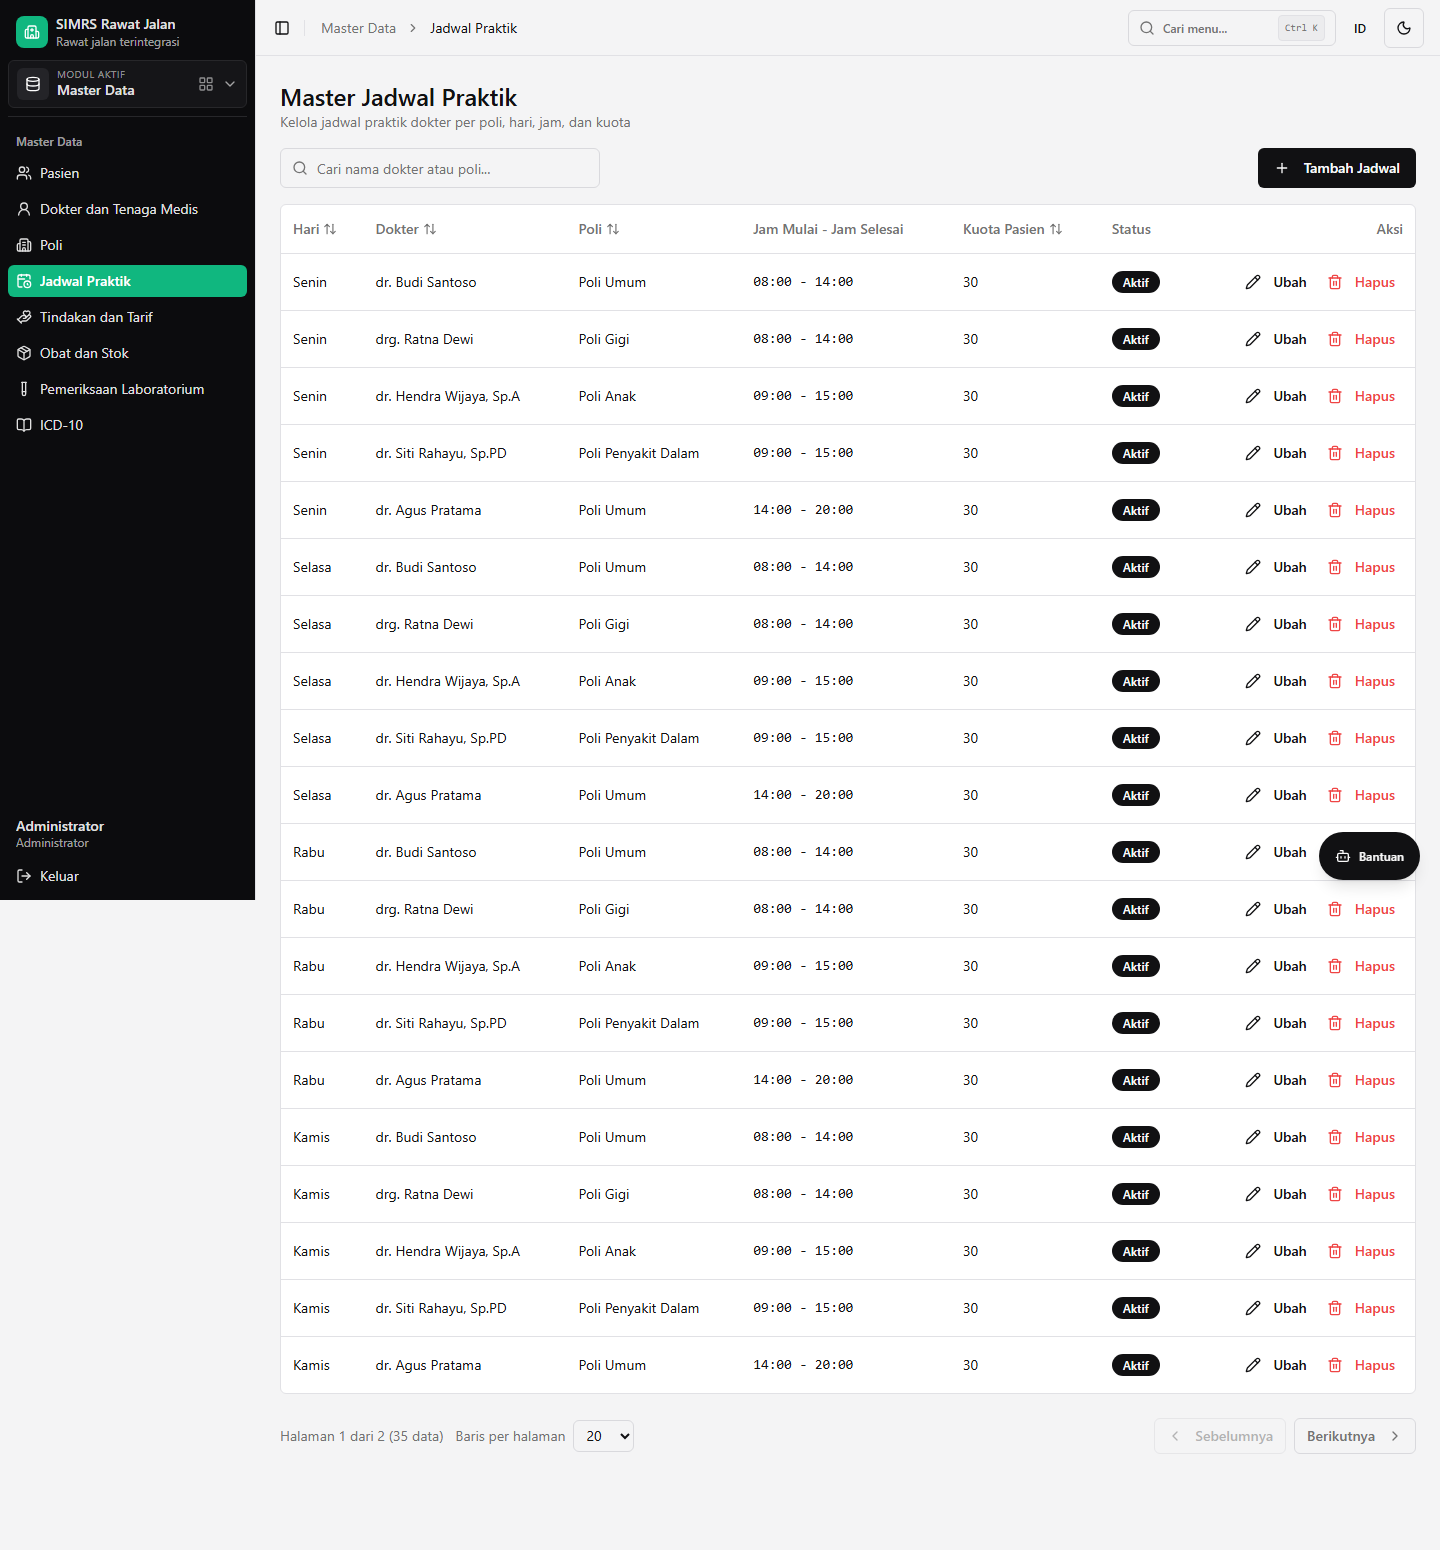 SIMRS Rawat Jalan
Rawat jalan terintegrasi
MODUL AKTIF
Master Data
Master Data
Pasien
Dokter dan Tenaga Medis
Poli
Jadwal Praktik
Tindakan dan Tarif
Obat dan Stok
Pemeriksaan Laboratorium
ICD-10
Administrator
Administrator
Keluar
Master Data > Jadwal Praktik
Cari menu... Ctrl K
ID
Master Jadwal Praktik
Kelola jadwal praktik dokter per poli, hari, jam, dan kuota
Cari nama dokter atau poli...
+ Tambah Jadwal
Hari Dokter Poli Jam Mulai - Jam Selesai Kuota Pasien Status Aksi
Senin dr. Budi Santoso Poli Umum 08:00 - 14:00 30 Aktif Ubah Hapus
Senin drg. Ratna Dewi Poli Gigi 08:00 - 14:00 30 Aktif Ubah Hapus
Senin dr. Hendra Wijaya, Sp.A Poli Anak 09:00 - 15:00 30 Aktif Ubah Hapus
Senin dr. Siti Rahayu, Sp.PD Poli Penyakit Dalam 09:00 - 15:00 30 Aktif Ubah Hapus
Senin dr. Agus Pratama Poli Umum 14:00 - 20:00 30 Aktif Ubah Hapus
Selasa dr. Budi Santoso Poli Umum 08:00 - 14:00 30 Aktif Ubah Hapus
Selasa drg. Ratna Dewi Poli Gigi 08:00 - 14:00 30 Aktif Ubah Hapus
Selasa dr. Hendra Wijaya, Sp.A Poli Anak 09:00 - 15:00 30 Aktif Ubah Hapus
Selasa dr. Siti Rahayu, Sp.PD Poli Penyakit Dalam 09:00 - 15:00 30 Aktif Ubah Hapus
Selasa dr. Agus Pratama Poli Umum 14:00 - 20:00 30 Aktif Ubah Hapus
Rabu dr. Budi Santoso Poli Umum 08:00 - 14:00 30 Aktif Ubah
Bantuan
Rabu drg. Ratna Dewi Poli Gigi 08:00 - 14:00 30 Aktif Ubah Hapus
Rabu dr. Hendra Wijaya, Sp.A Poli Anak 09:00 - 15:00 30 Aktif Ubah Hapus
Rabu dr. Siti Rahayu, Sp.PD Poli Penyakit Dalam 09:00 - 15:00 30 Aktif Ubah Hapus
Rabu dr. Agus Pratama Poli Umum 14:00 - 20:00 30 Aktif Ubah Hapus
Kamis dr. Budi Santoso Poli Umum 08:00 - 14:00 30 Aktif Ubah Hapus
Kamis drg. Ratna Dewi Poli Gigi 08:00 - 14:00 30 Aktif Ubah Hapus
Kamis dr. Hendra Wijaya, Sp.A Poli Anak 09:00 - 15:00 30 Aktif Ubah Hapus
Kamis dr. Siti Rahayu, Sp.PD Poli Penyakit Dalam 09:00 - 15:00 30 Aktif Ubah Hapus
Kamis dr. Agus Pratama Poli Umum 14:00 - 20:00 30 Aktif Ubah Hapus
Halaman 1 dari 2 (35 data) Baris per halaman 20 Sebelumnya Berikutnya